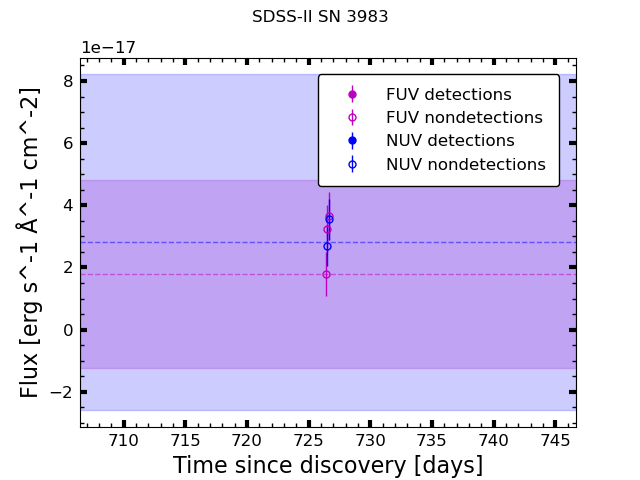 SDSS-II SN 3983
1e−17
FUV detections
FUV nondetections
NUV detections
NUV nondetections
8
6
4
2
0
−2
Flux [erg s^-1 Å^-1 cm^-2]
710 715 720 725 730 735 740 745
Time since discovery [days]